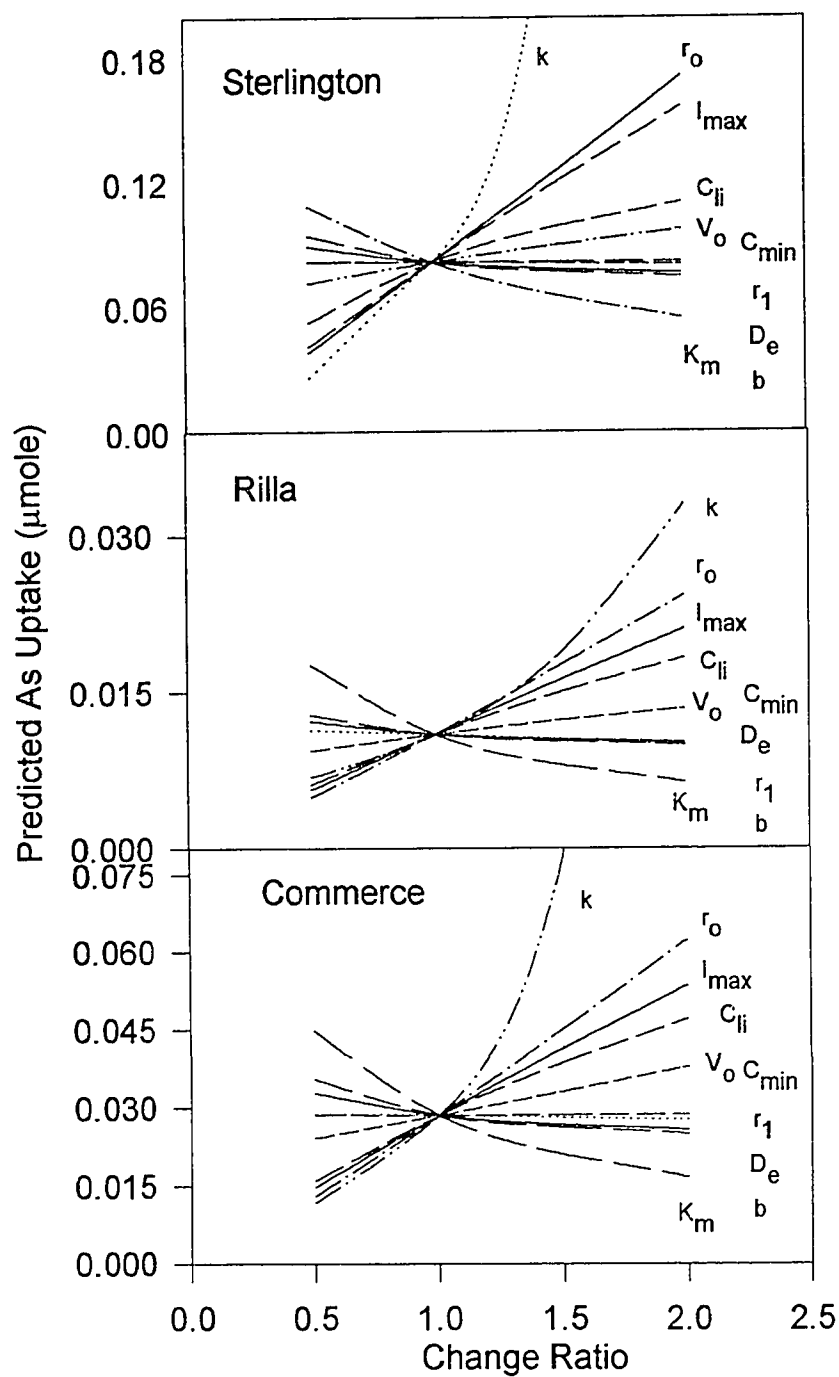 Predicted As Uptake (µmole)
0.18
0.12
0.06
0.00
Sterlington
k
r_o
I_max
C_li
V_o C_min
r_1
K_m D_e
b
0.030
0.015
0.000
Rilla
k
r_o
I_max
C_li
V_o C_min
D_e
K_m r_1
b
0.075
0.060
0.045
0.030
0.015
0.000
Commerce
k
r_o
I_max
C_li
V_o C_min
r_1
D_e
K_m b
0.0 0.5 1.0 1.5 2.0 2.5
Change Ratio